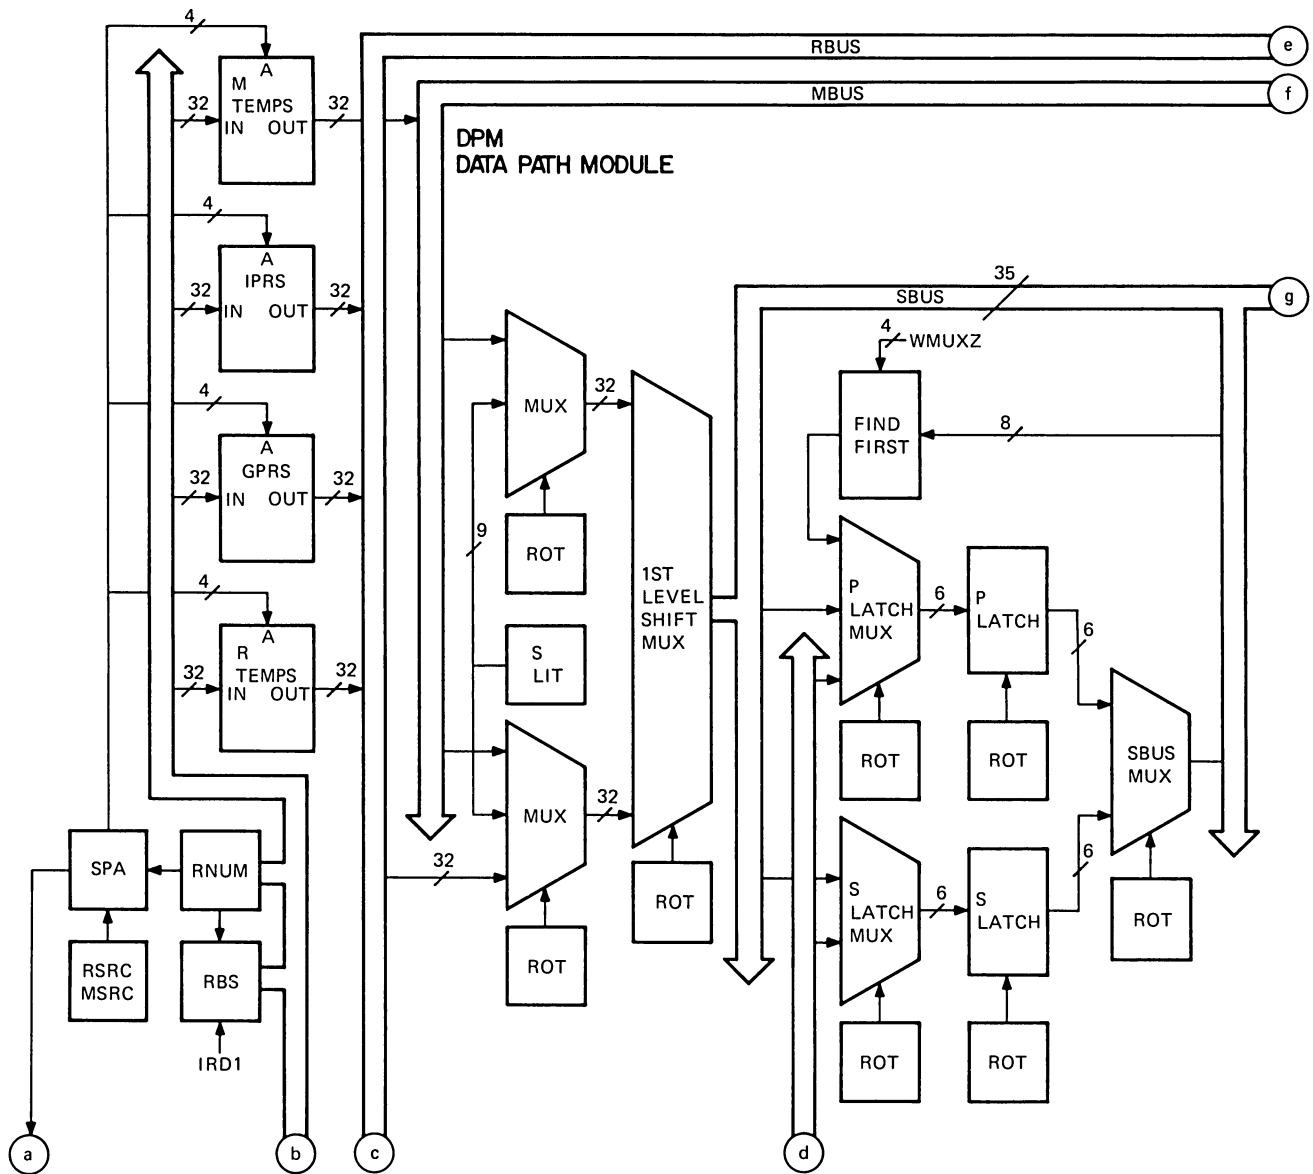 4
A
M
TEMPS
32
IN OUT
32
RBUS
e
MBUS
f
DPM
DATA PATH MODULE
4
A
IPRS
32
IN OUT
32
4
A
GPRS
32
IN OUT
32
4
A
R
TEMPS
32
IN OUT
32
SPA
RNUM
RSRC
MSRC
RBS
IRD1
a
b
c
MUX
32
ROT
9
S
LIT
MUX
32
32
ROT
1ST
LEVEL
SHIFT
MUX
ROT
35
SBUS
g
4
WMUXZ
FIND
FIRST
8
P
LATCH
MUX
6
P
LATCH
6
ROT
ROT
SBUS
MUX
S
LATCH
MUX
6
S
LATCH
6
ROT
ROT
ROT
d